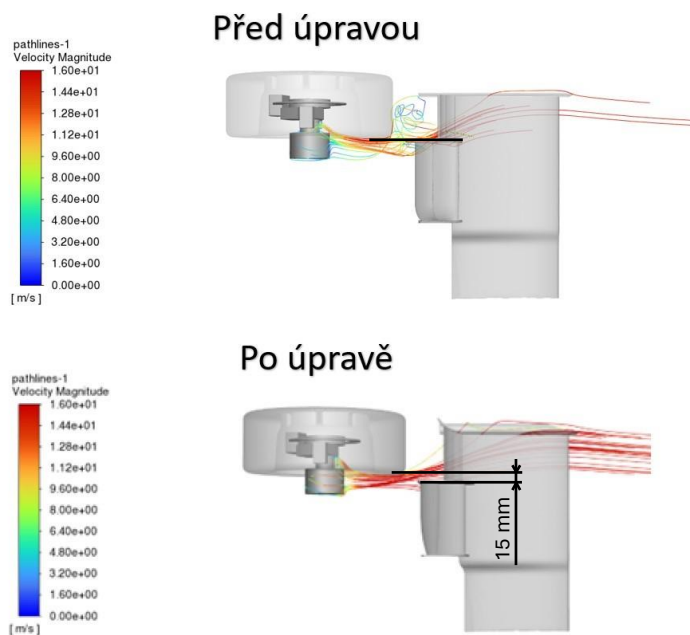 Před úpravou
pathlines-1
Velocity Magnitude
1.60e+01
1.44e+01
1.28e+01
1.12e+01
9.60e+00
8.00e+00
6.40e+00
4.80e+00
3.20e+00
1.60e+00
0.00e+00
[ m/s ]
Po úpravě
pathlines-1
Velocity Magnitude
1.60e+01
1.44e+01
1.28e+01
1.12e+01
9.60e+00
8.00e+00
6.40e+00
4.80e+00
3.20e+00
1.60e+00
0.00e+00
[ m/s ]
15 mm